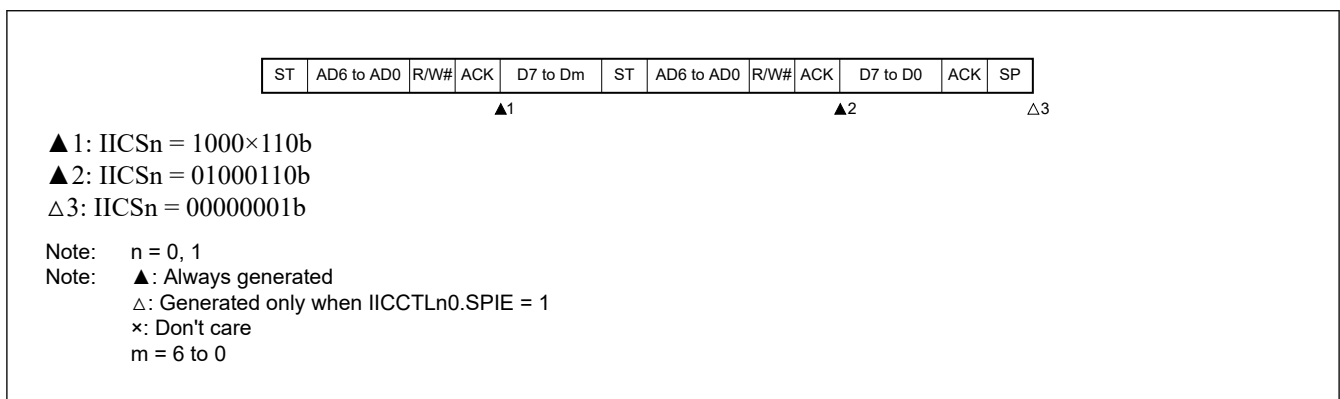 ST AD6 to AD0 R/W# ACK D7 to Dm ST AD6 to AD0 R/W# ACK D7 to D0 ACK SP
▲1 ▲2 △3
▲1: IICSn = 1000×110b
▲2: IICSn = 01000110b
△3: IICSn = 00000001b
Note: n = 0, 1
Note: ▲: Always generated
△: Generated only when IICCTLn0.SPIE = 1
×: Don't care
m = 6 to 0